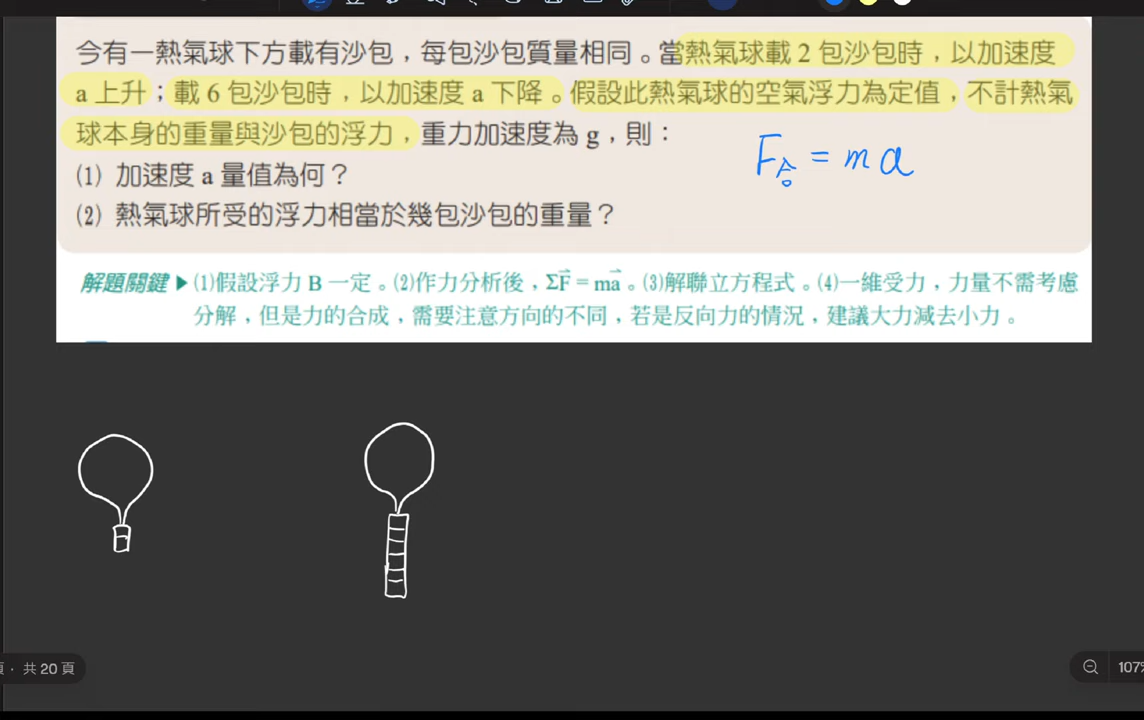 今有一熱氣球下方載有沙包，每包沙包質量相同。當熱氣球載 2 包沙包時，以加速度
a 上升；載 6 包沙包時，以加速度 a 下降。假設此熱氣球的空氣浮力為定值，不計熱氣
球本身的重量與沙包的浮力，重力加速度為 g，則：
F合 = ma
(1) 加速度 a 量值為何？
(2) 熱氣球所受的浮力相當於幾包沙包的重量？
解題關鍵▶(1)假設浮力 B 一定。(2)作力分析後，ΣF⃗ = ma⃗。(3)解聯立方程式。(4)一維受力，力量不需考慮
分解，但是力的合成，需要注意方向的不同，若是反向力的情況，建議大力減去小力。
頁 · 共 20 頁
107%